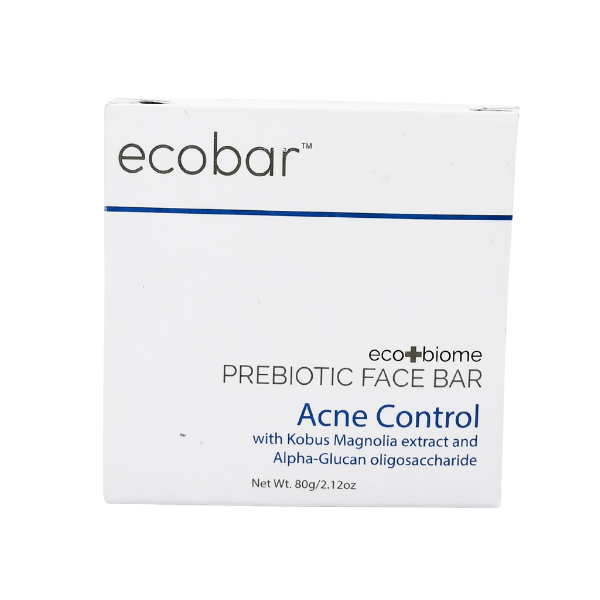 ecobar™
eco+biome
PREBIOTIC FACE BAR
Acne Control
with Kobus Magnolia extract and
Alpha-Glucan oligosaccharide
Net Wt. 80g/2.12oz